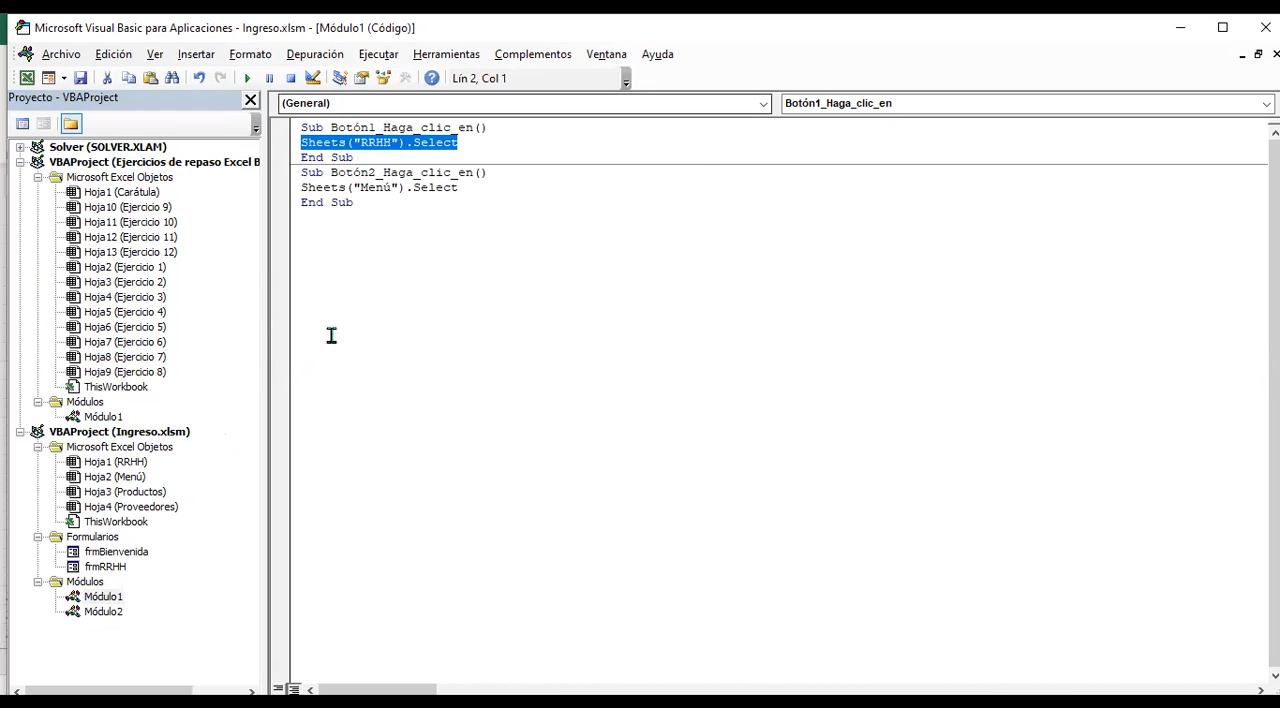 Microsoft Visual Basic para Aplicaciones - Ingreso.xlsm - [Módulo1 (Código)]
Archivo Edición Ver Insertar Formato Depuración Ejecutar Herramientas Complementos Ventana Ayuda
Lín 2, Col 1
Proyecto - VBAProject
(General)
Botón1_Haga_clic_en
Solver (SOLVER.XLAM)
VBAProject (Ejercicios de repaso Excel B
Microsoft Excel Objetos
Hoja1 (Carátula)
Hoja10 (Ejercicio 9)
Hoja11 (Ejercicio 10)
Hoja12 (Ejercicio 11)
Hoja13 (Ejercicio 12)
Hoja2 (Ejercicio 1)
Hoja3 (Ejercicio 2)
Hoja4 (Ejercicio 3)
Hoja5 (Ejercicio 4)
Hoja6 (Ejercicio 5)
Hoja7 (Ejercicio 6)
Hoja8 (Ejercicio 7)
Hoja9 (Ejercicio 8)
ThisWorkbook
Módulos
Módulo1
VBAProject (Ingreso.xlsm)
Microsoft Excel Objetos
Hoja1 (RRHH)
Hoja2 (Menú)
Hoja3 (Productos)
Hoja4 (Proveedores)
ThisWorkbook
Formularios
frmBienvenida
frmRRHH
Módulos
Módulo1
Módulo2
Sub Botón1_Haga_clic_en()
Sheets("RRHH").Select
End Sub
Sub Botón2_Haga_clic_en()
Sheets("Menú").Select
End Sub